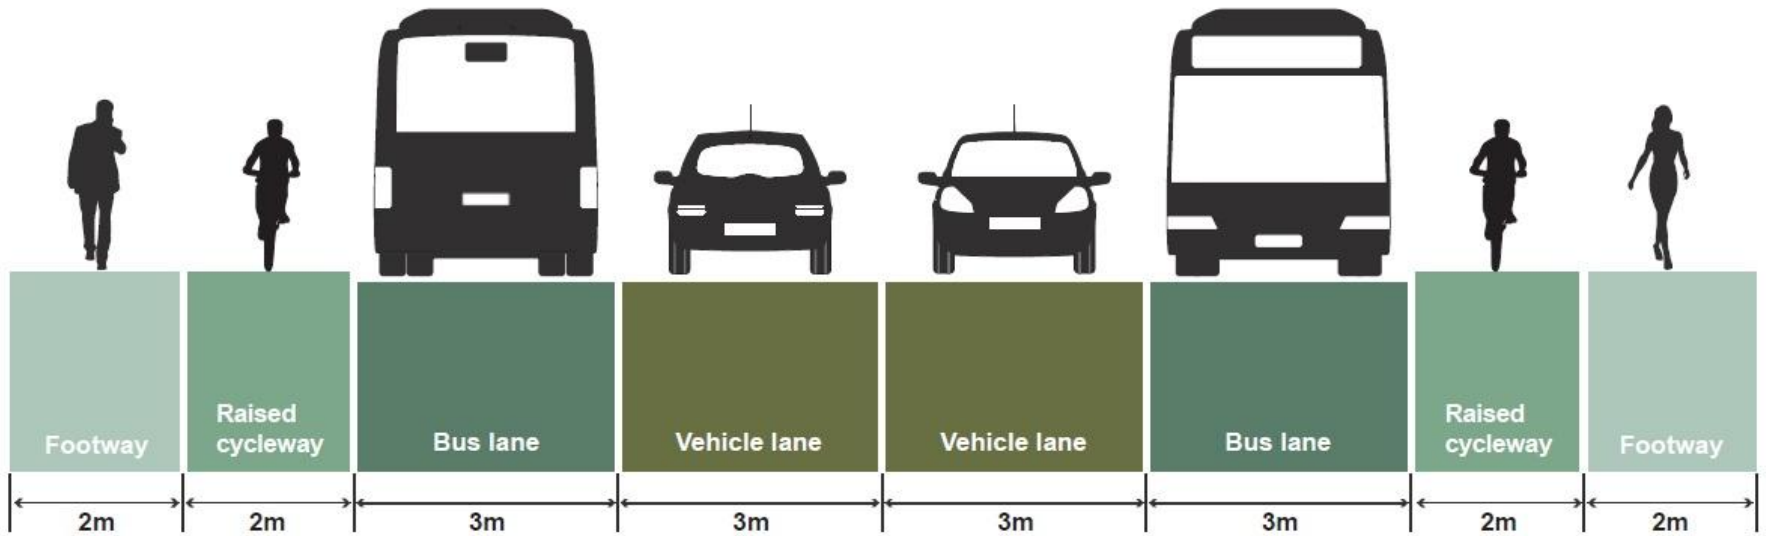 Footway
Raised
cycleway
Bus lane
Vehicle lane
Vehicle lane
Bus lane
Raised
cycleway
Footway
2m
2m
3m
3m
3m
3m
2m
2m